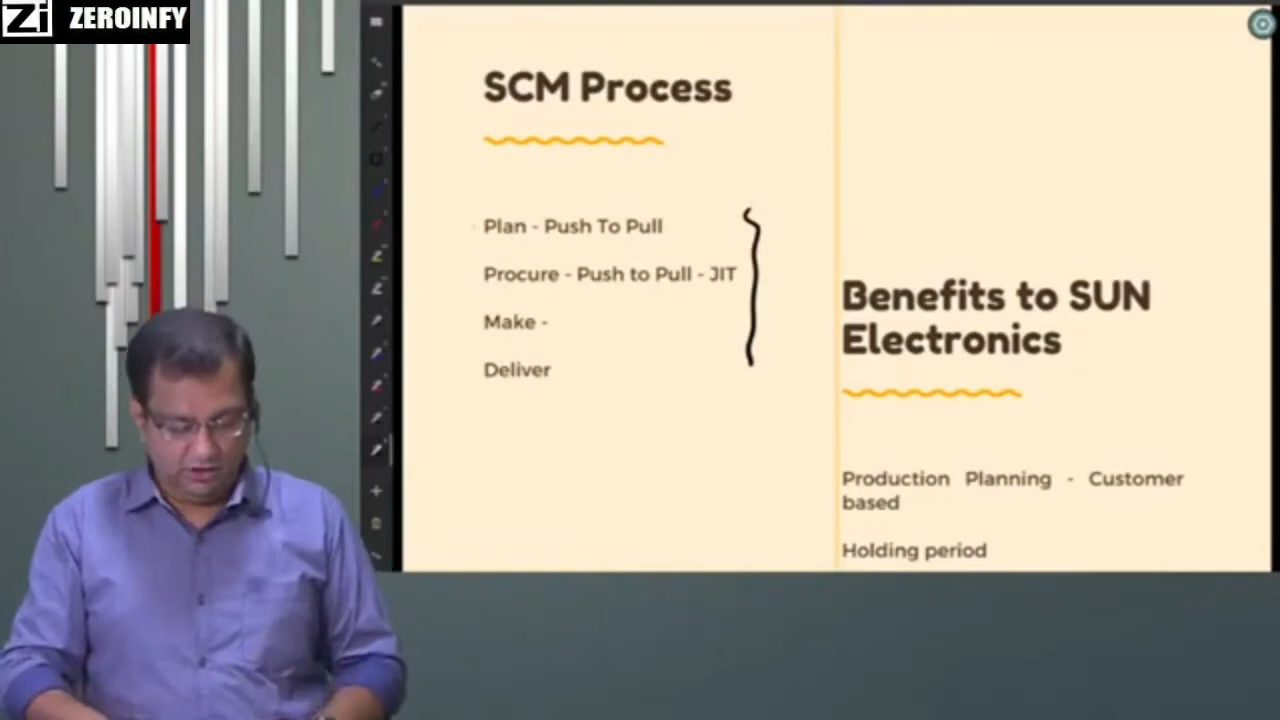 Zi ZEROINFY
SCM Process
Plan - Push To Pull
Procure - Push to Pull - JIT
Make -
Deliver
Benefits to SUN
Electronics
Production Planning - Customer
based
Holding period